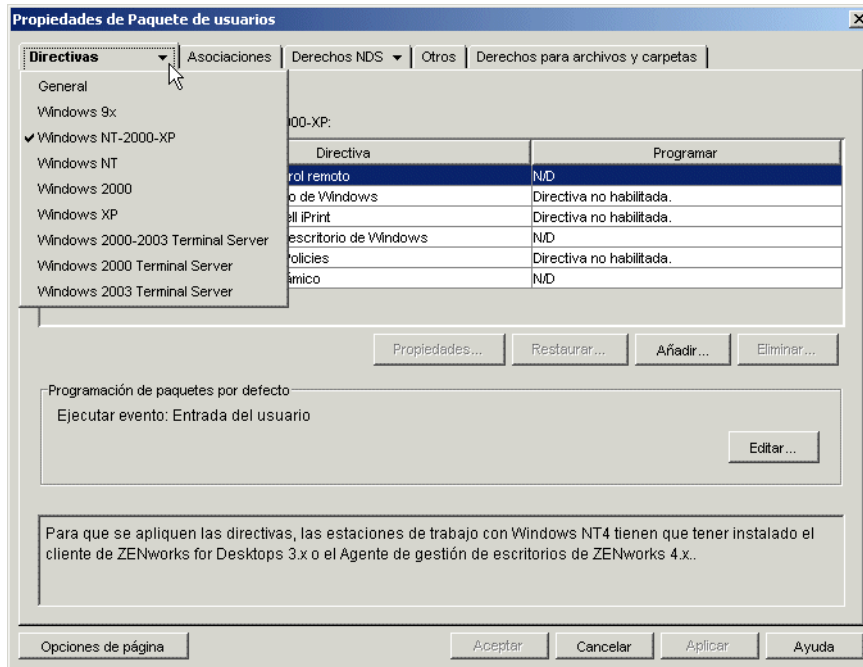 Propiedades de Paquete de usuarios
Directivas Asociaciones Derechos NDS Otros Derechos para archivos y carpetas
General
Windows 9x
Windows NT-2000-XP
Windows NT
Windows 2000
Windows XP
Windows 2000-2003 Terminal Server
Windows 2000 Terminal Server
Windows 2003 Terminal Server
000-XP:
Directiva Programar
rol remoto N/D
o de Windows Directiva no habilitada.
ell iPrint Directiva no habilitada.
escritorio de Windows N/D
Policies Directiva no habilitada.
ámico N/D
Propiedades... Restaurar... Añadir... Eliminar...
Programación de paquetes por defecto
Ejecutar evento: Entrada del usuario
Editar...
Para que se apliquen las directivas, las estaciones de trabajo con Windows NT4 tienen que tener instalado el
cliente de ZENworks for Desktops 3.x o el Agente de gestión de escritorios de ZENworks 4.x..
Opciones de página Aceptar Cancelar Aplicar Ayuda